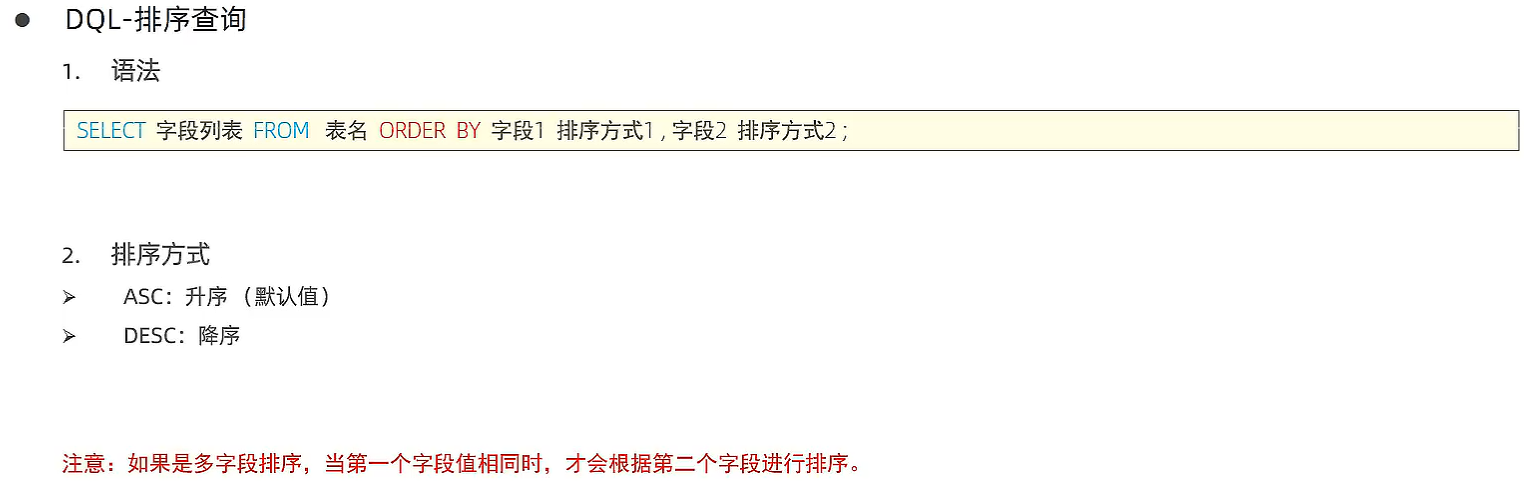 ● DQL-排序查询
1. 语法
SELECT 字段列表 FROM 表名 ORDER BY 字段1 排序方式1 , 字段2 排序方式2 ;
2. 排序方式
➢ ASC：升序（默认值）
➢ DESC：降序
注意：如果是多字段排序，当第一个字段值相同时，才会根据第二个字段进行排序。